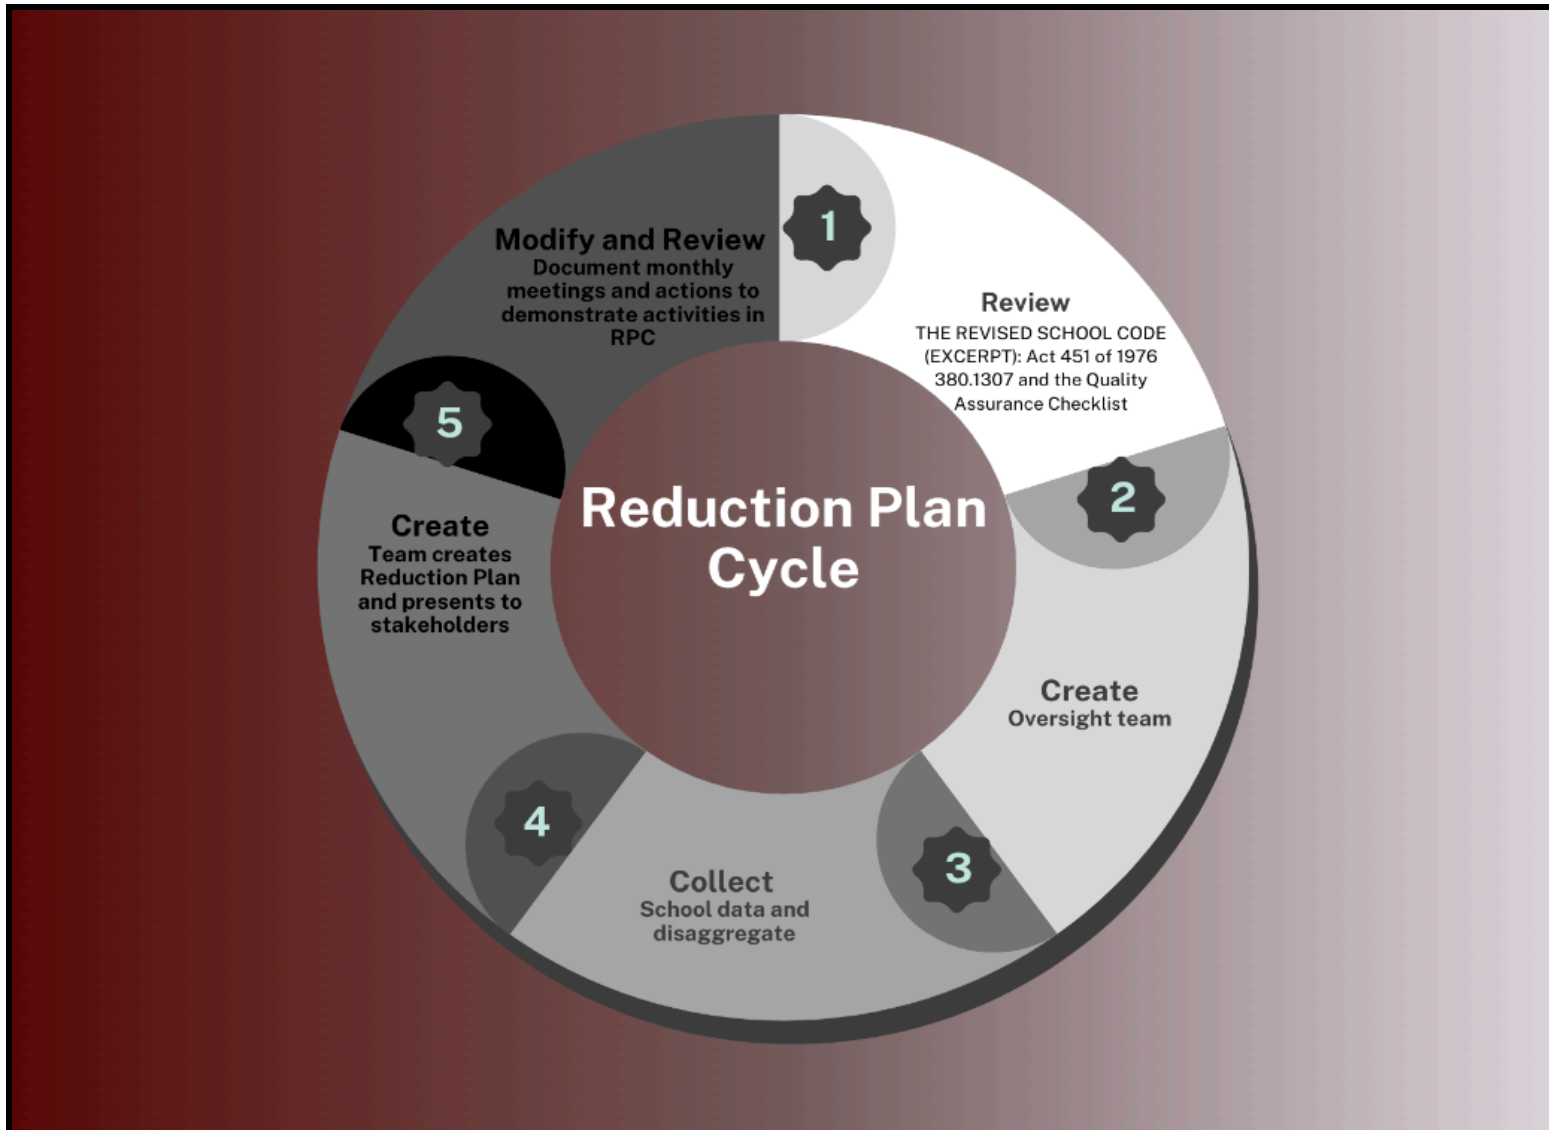 Reduction Plan
Cycle
1
Review
THE REVISED SCHOOL CODE
(EXCERPT): Act 451 of 1976
380.1307 and the Quality
Assurance Checklist
2
Create
Oversight team
3
Collect
School data and
disaggregate
4
Create
Team creates
Reduction Plan
and presents to
stakeholders
5
Modify and Review
Document monthly
meetings and actions to
demonstrate activities in
RPC